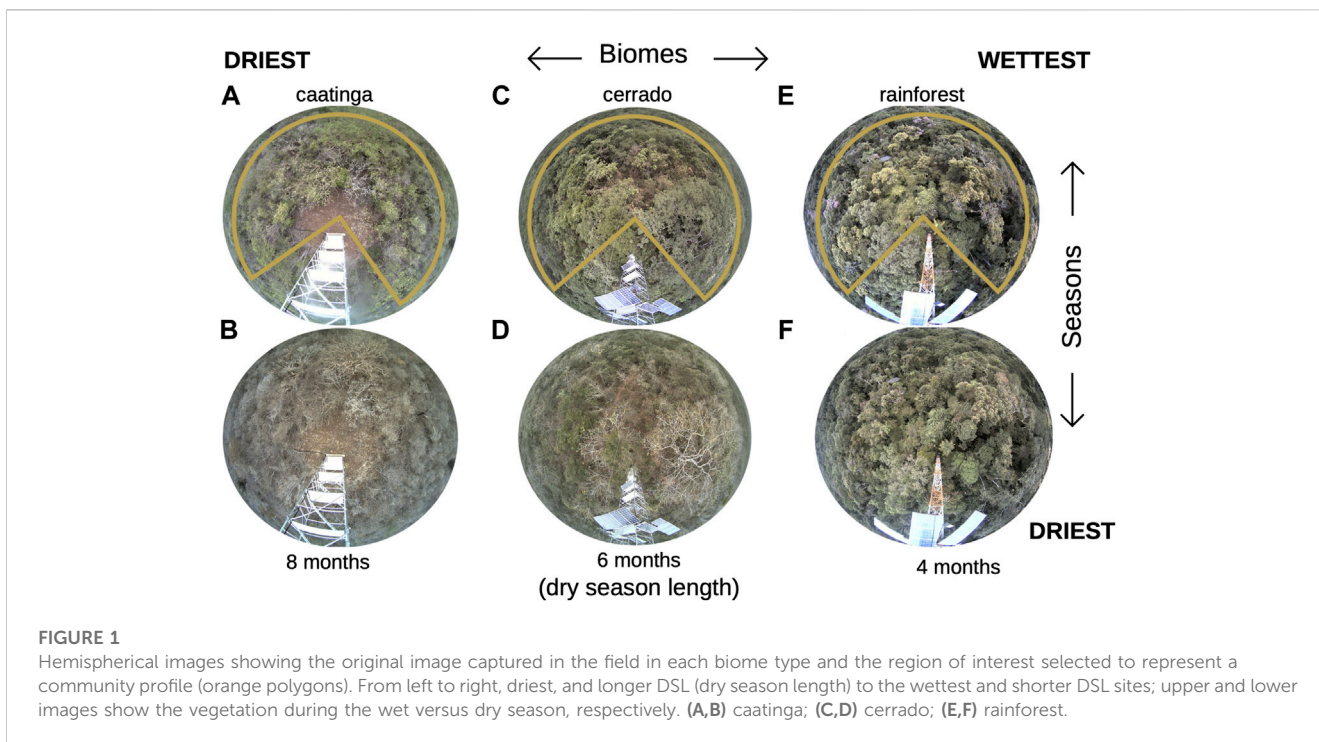 DRIEST
Biomes
WETTEST
A
caatinga
C
cerrado
E
rainforest
Seasons
B
D
F
DRIEST
8 months
6 months
4 months
(dry season length)
FIGURE 1
Hemispherical images showing the original image captured in the field in each biome type and the region of interest selected to represent a
community profile (orange polygons). From left to right, driest, and longer DSL (dry season length) to the wettest and shorter DSL sites; upper and lower
images show the vegetation during the wet versus dry season, respectively. (A,B) caatinga; (C,D) cerrado; (E,F) rainforest.